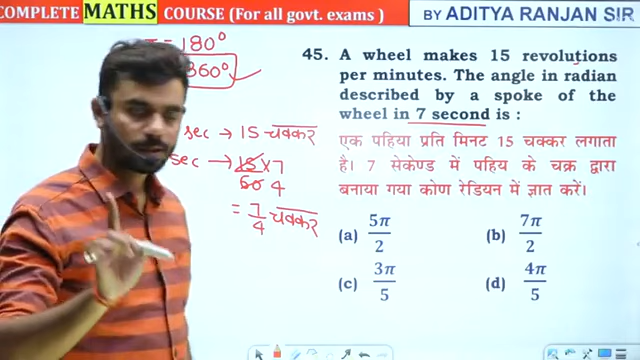 COMPLETE MATHS COURSE (For all govt. exams)
BY ADITYA RANJAN SIR
= 180°
360°
sec → 15 चक्कर
sec → 15 × 7
60 4
= 7/4 चक्कर
45. A wheel makes 15 revolutions
per minutes. The angle in radian
described by a spoke of the
wheel in 7 second is :
एक पहिया प्रति मिनट 15 चक्कर लगाता
है। 7 सेकेण्ड में पहिय के चक्र द्वारा
बनाया गया कोण रेडियन में ज्ञात करें।
(a) 5π/2 (b) 7π/2
(c) 3π/5 (d) 4π/5